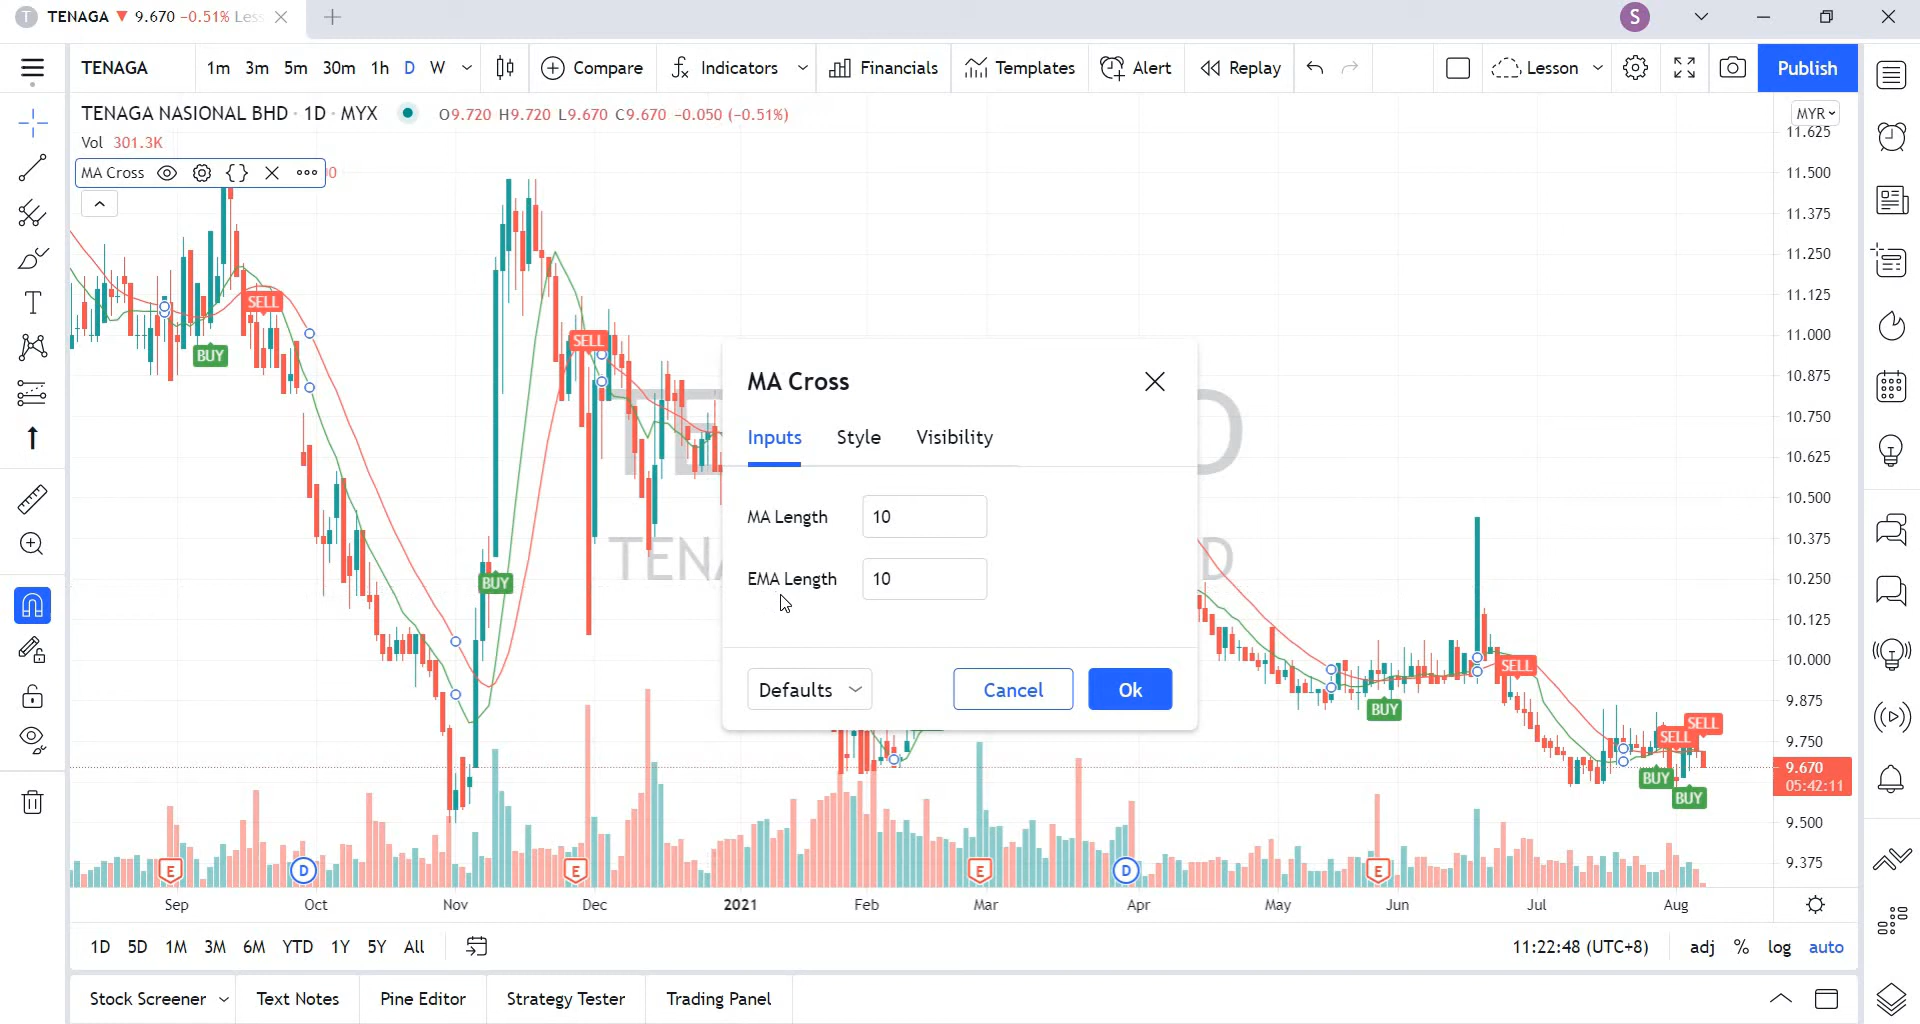 T TENAGA ▼ 9.670 −0.51% Les
S
TENAGA 1m 3m 5m 30m 1h D W Compare Indicators Financials Templates Alert Replay Lesson Publish
TENAGA NASIONAL BHD · 1D · MYX O9.720 H9.720 L9.670 C9.670 −0.050 (−0.51%)
MYR
Vol 301.3K
MA Cross {}
11.625
11.500
11.375
11.250
11.125
11.000
10.875
10.750
10.625
10.500
10.375
10.250
10.125
10.000
9.875
9.750
9.670
05:42:11
9.500
9.375
SELL
BUY
SELL
BUY
BUY
SELL
SELL
SELL
BUY
BUY
MA Cross
Inputs Style Visibility
MA Length 10
EMA Length 10
Defaults Cancel Ok
E D E E D E
Sep Oct Nov Dec 2021 Feb Mar Apr May Jun Jul Aug
1D 5D 1M 3M 6M YTD 1Y 5Y All 11:22:48 (UTC+8) adj % log auto
Stock Screener Text Notes Pine Editor Strategy Tester Trading Panel